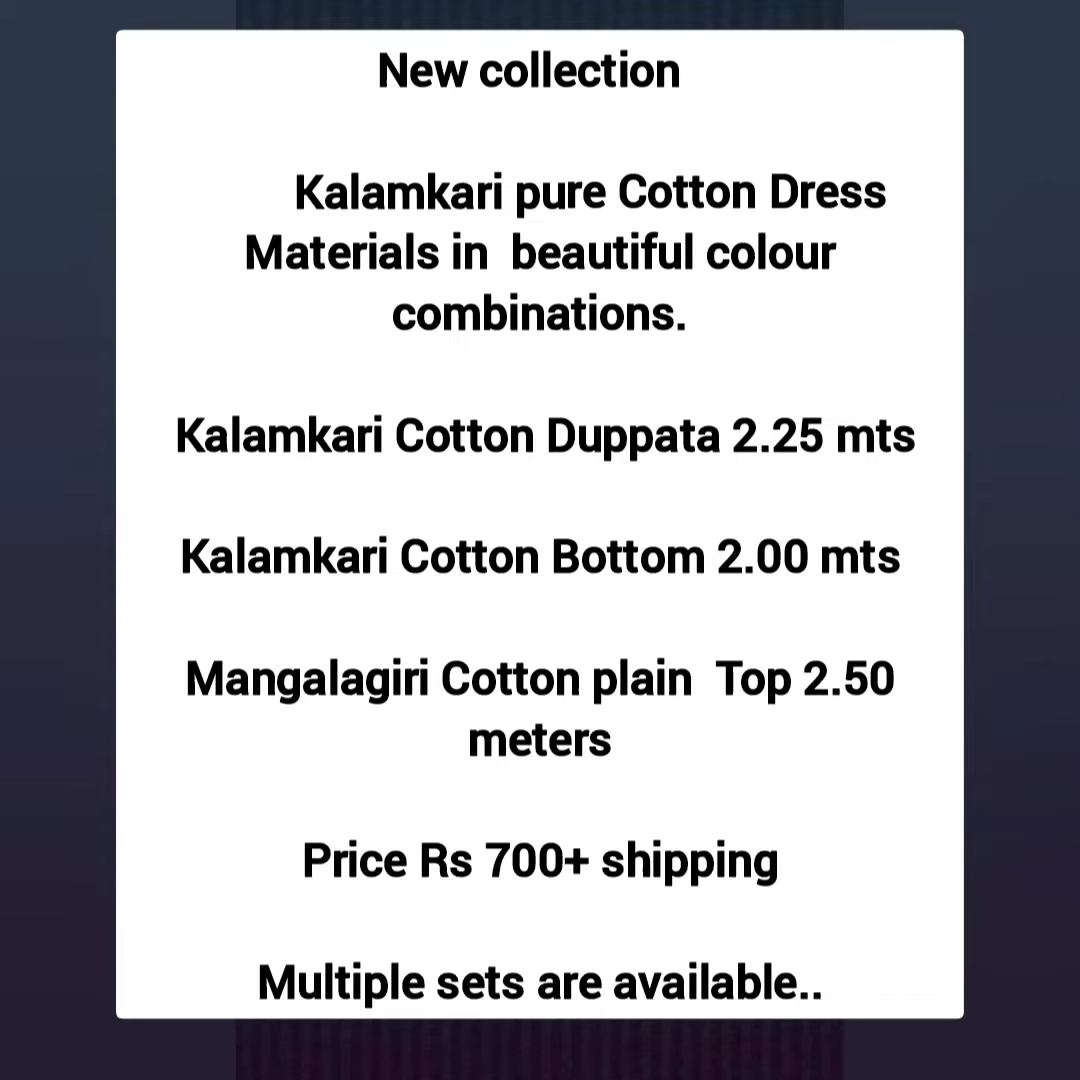 New collection
Kalamkari pure Cotton Dress
Materials in  beautiful colour
combinations.
Kalamkari Cotton Duppata 2.25 mts
Kalamkari Cotton Bottom 2.00 mts
Mangalagiri Cotton plain  Top 2.50
meters
Price Rs 700+ shipping
Multiple sets are available..